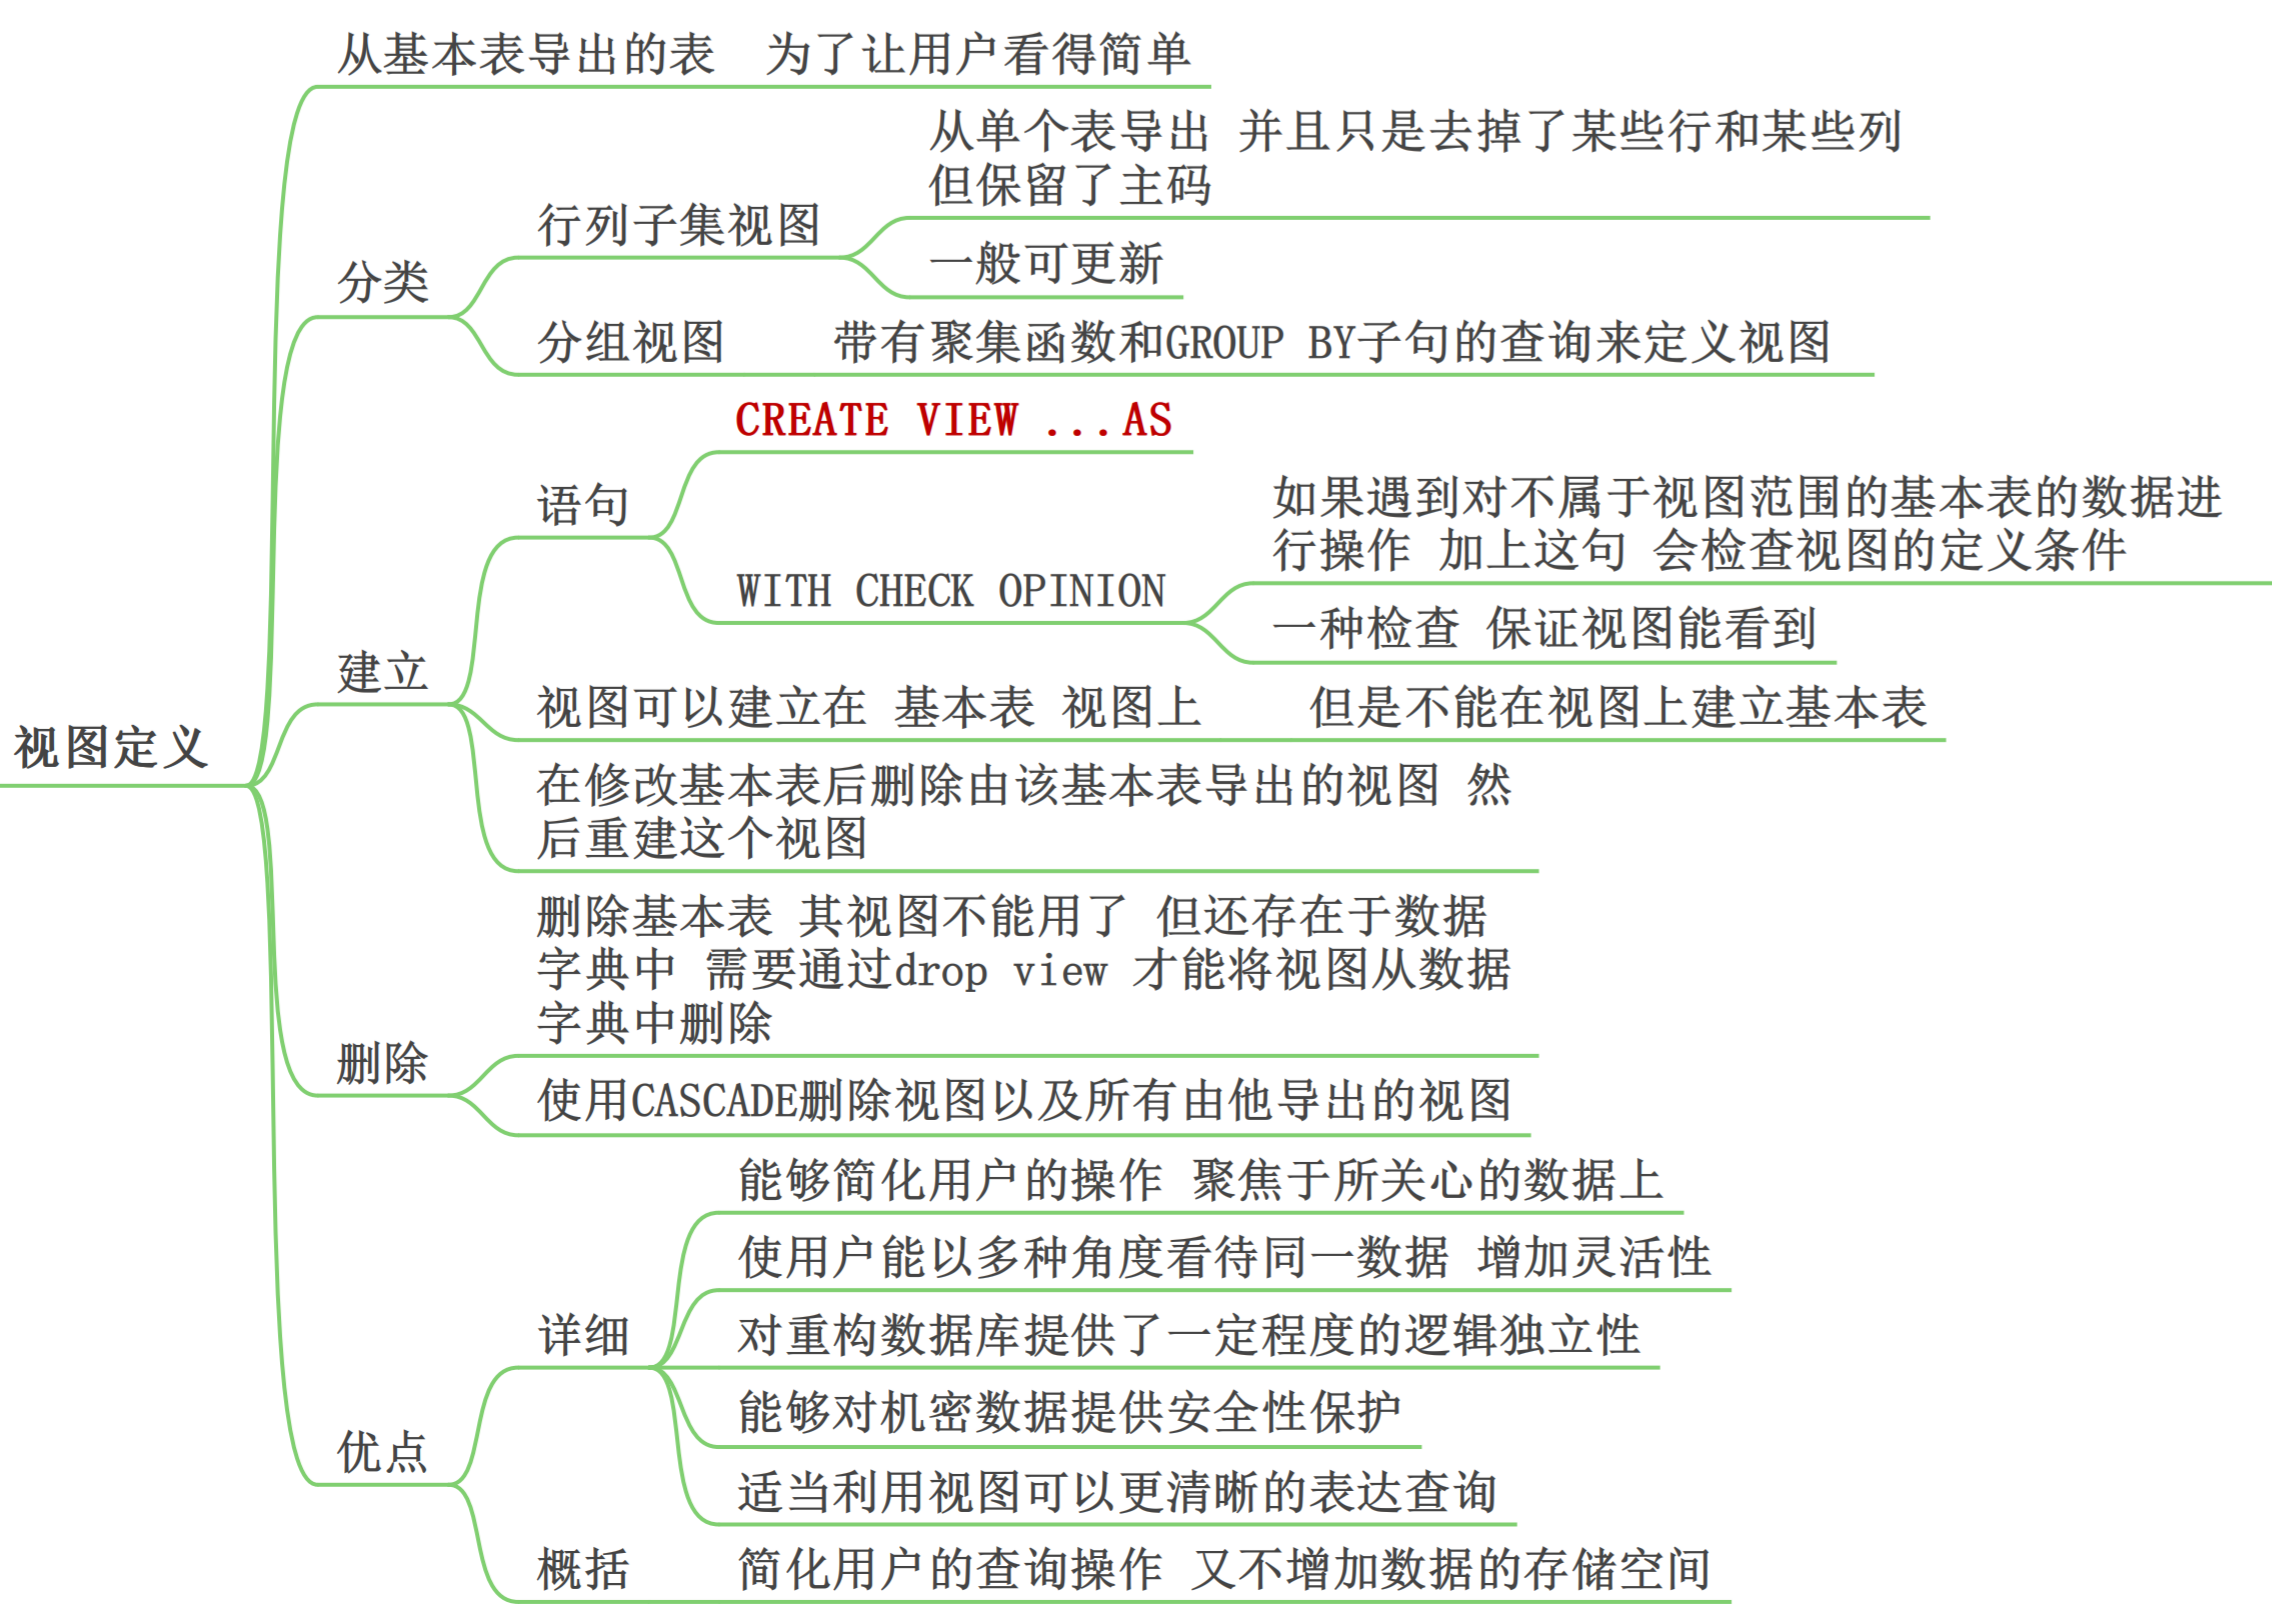 从基本表导出的表 为了让用户看得简单
从单个表导出 并且只是去掉了某些行和某些列
但保留了主码
行列子集视图
一般可更新
分类
分组视图 带有聚集函数和GROUP BY子句的查询来定义视图
CREATE VIEW ...AS
语句
如果遇到对不属于视图范围的基本表的数据进
行操作 加上这句 会检查视图的定义条件
WITH CHECK OPINION
一种检查 保证视图能看到
建立
视图可以建立在 基本表 视图上 但是不能在视图上建立基本表
视图定义
在修改基本表后删除由该基本表导出的视图 然
后重建这个视图
删除基本表 其视图不能用了 但还存在于数据
字典中 需要通过drop view 才能将视图从数据
字典中删除
删除
使用CASCADE删除视图以及所有由他导出的视图
能够简化用户的操作 聚焦于所关心的数据上
使用户能以多种角度看待同一数据 增加灵活性
详细
对重构数据库提供了一定程度的逻辑独立性
能够对机密数据提供安全性保护
优点
适当利用视图可以更清晰的表达查询
概括 简化用户的查询操作 又不增加数据的存储空间